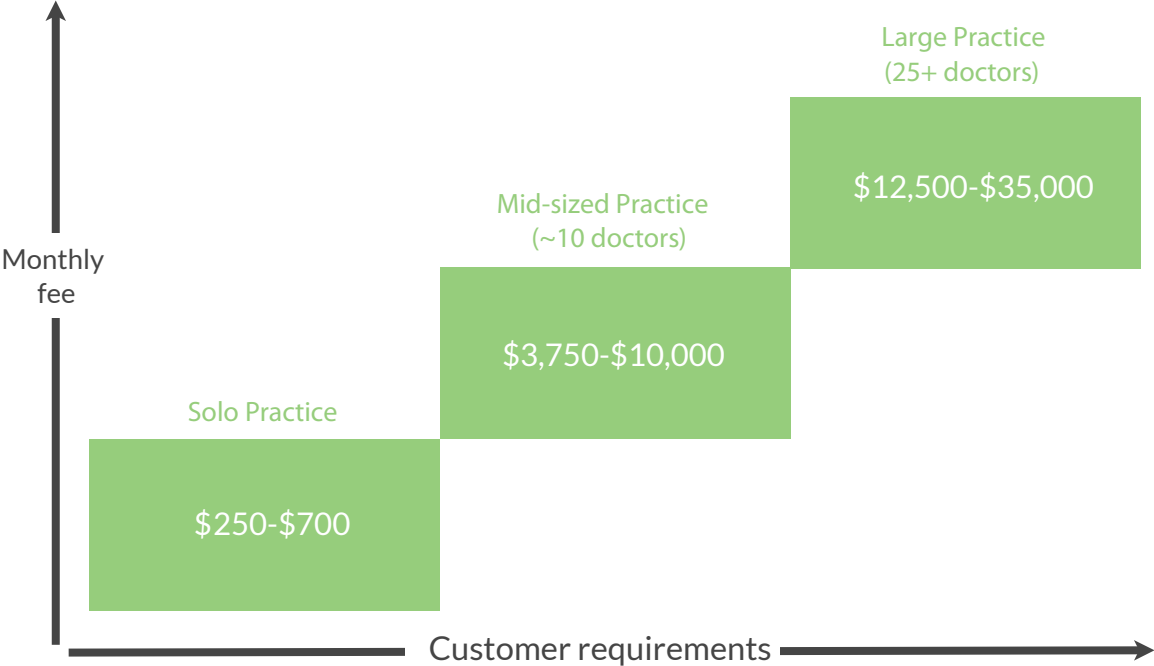 Large Practice
(25+ doctors)
$12,500-$35,000
Mid-sized Practice
(~10 doctors)
Monthly
fee
$3,750-$10,000
Solo Practice
$250-$700
Customer requirements